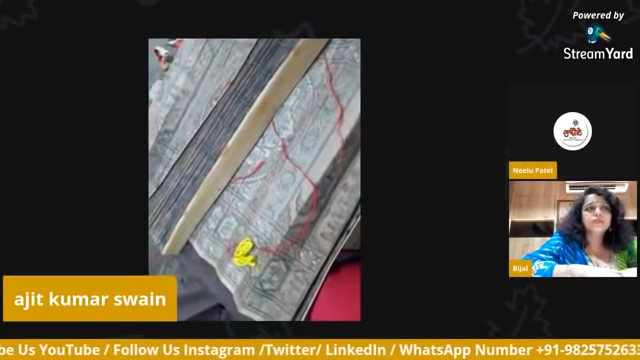 Powered by
StreamYard
Neelu Patel
Bijal
ajit kumar swain
be Us YouTube / Follow Us Instagram /Twitter/ LinkedIn / WhatsApp Number +91-982575263